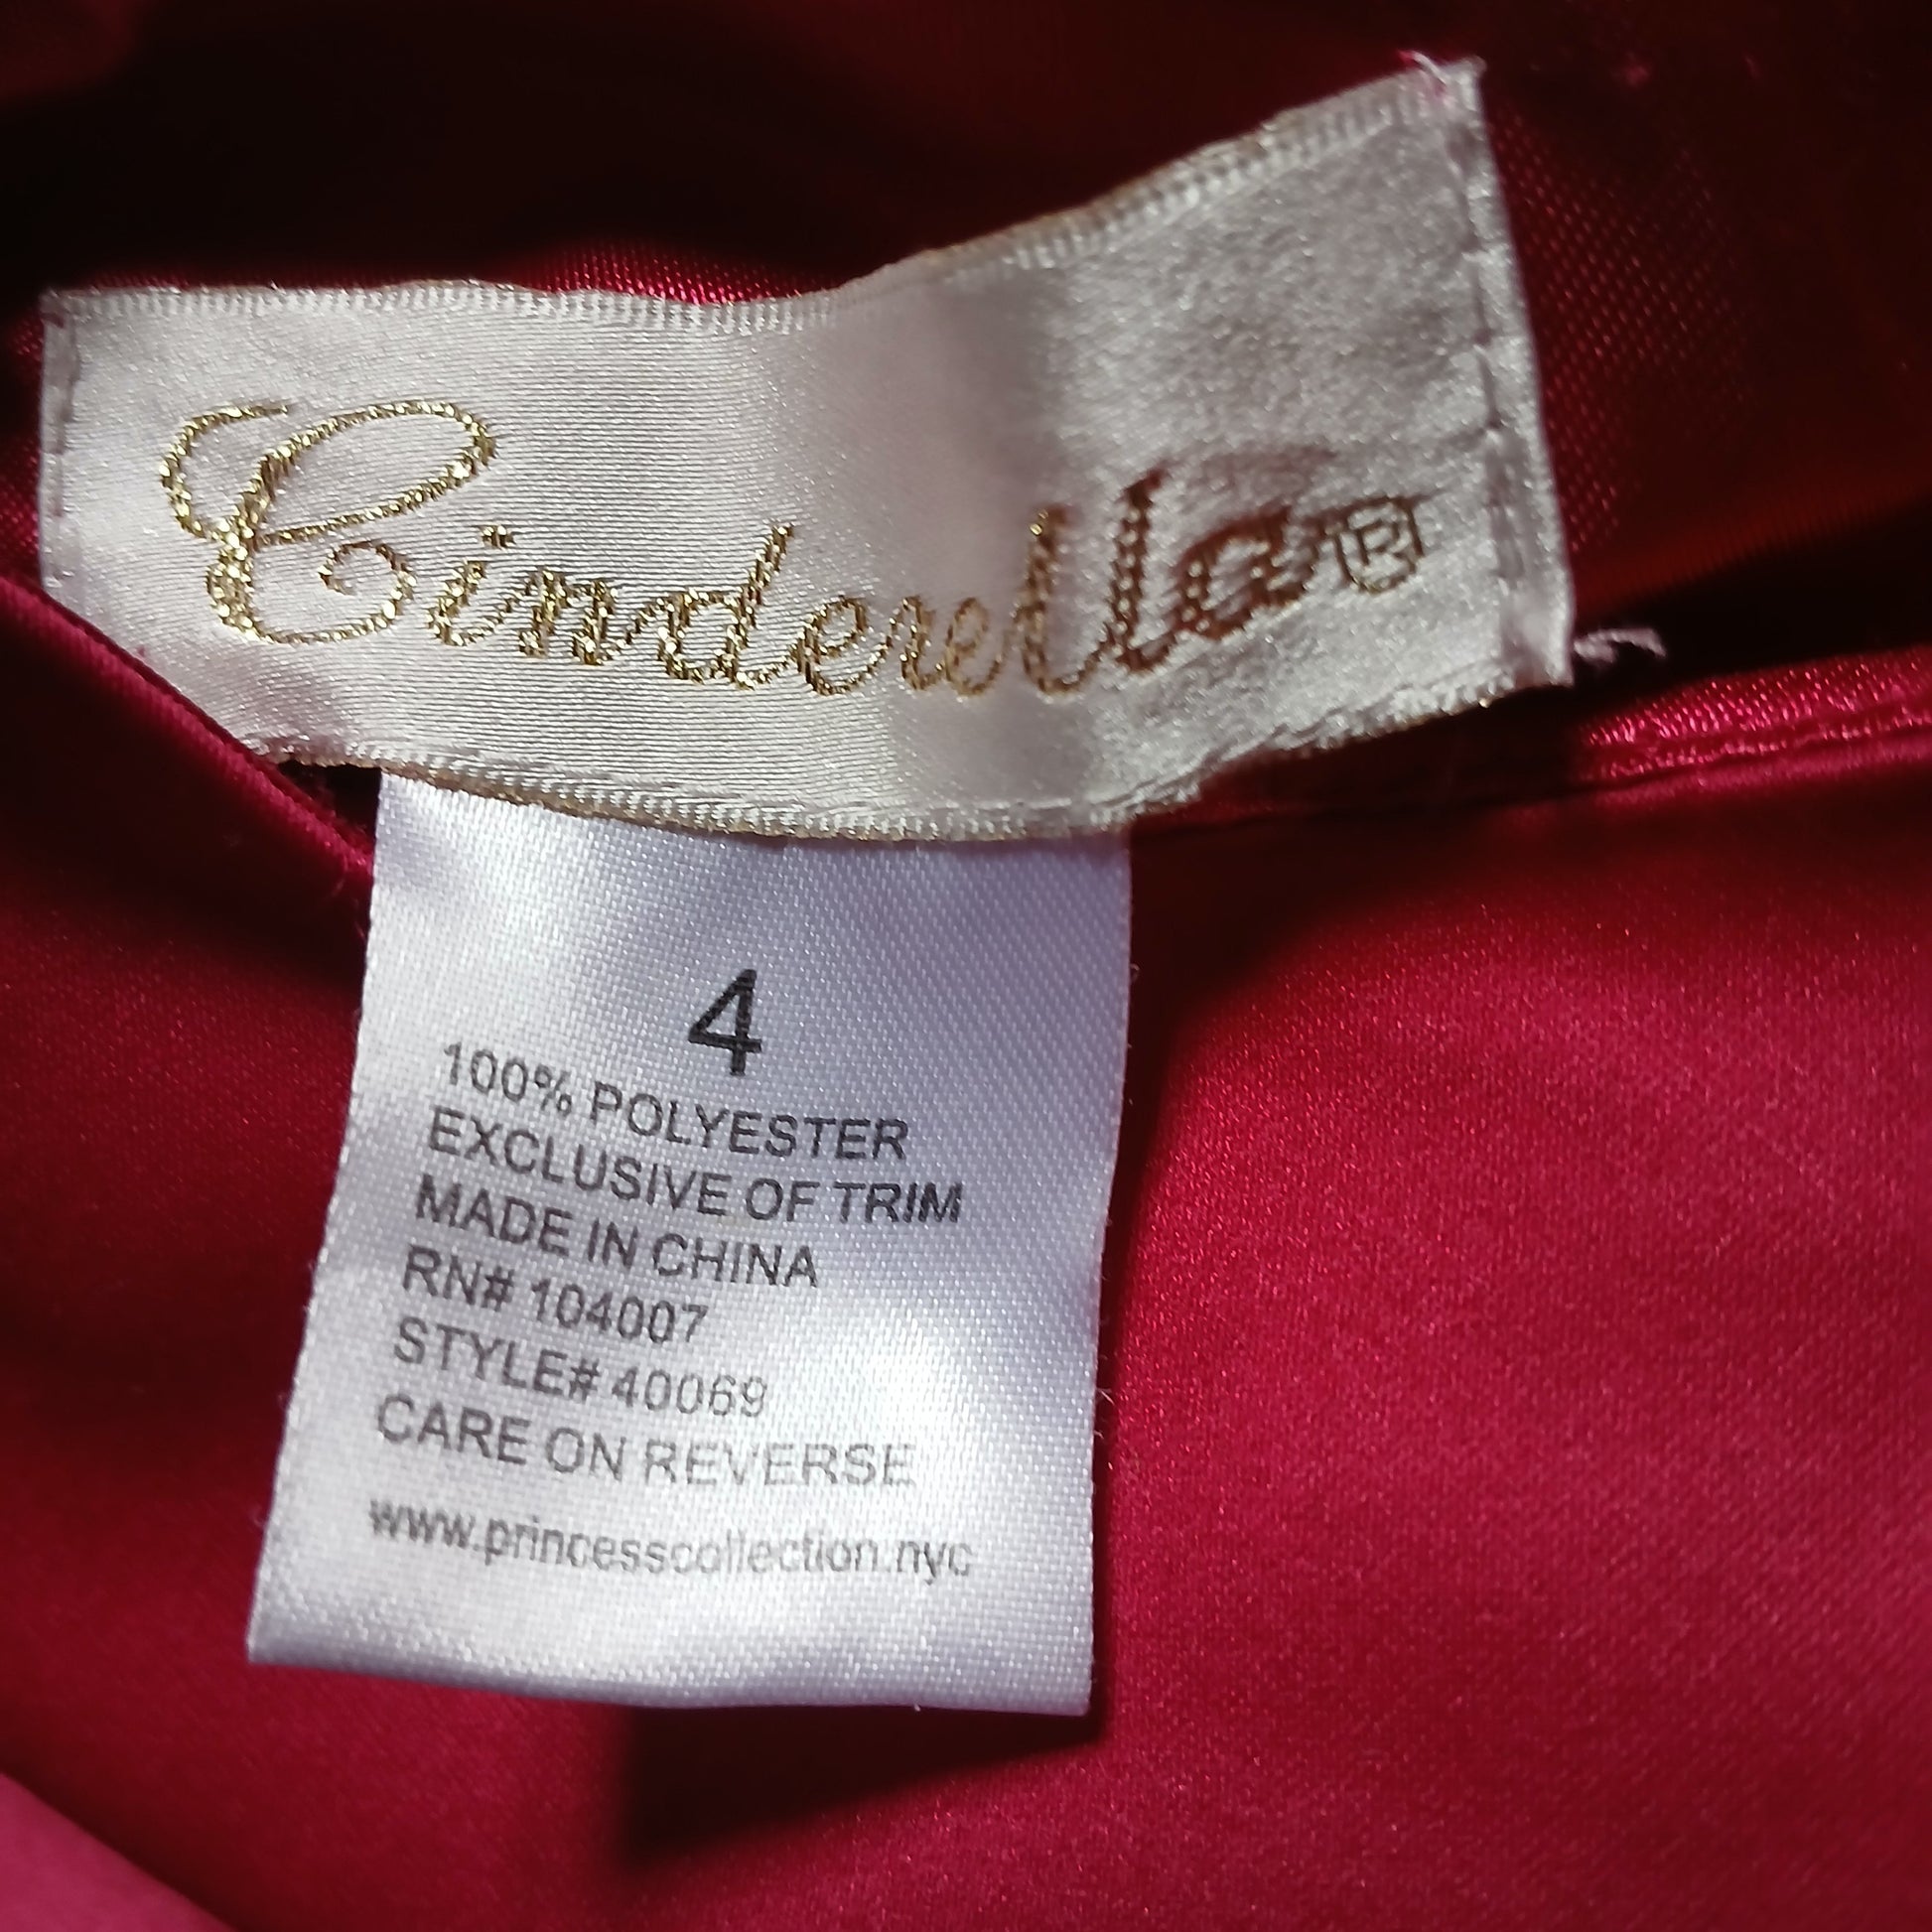 Cinderella®
4
100% POLYESTER
EXCLUSIVE OF TRIM
MADE IN CHINA
RN# 104007
STYLE# 40069
CARE ON REVERSE
www.princesscollection.nyc